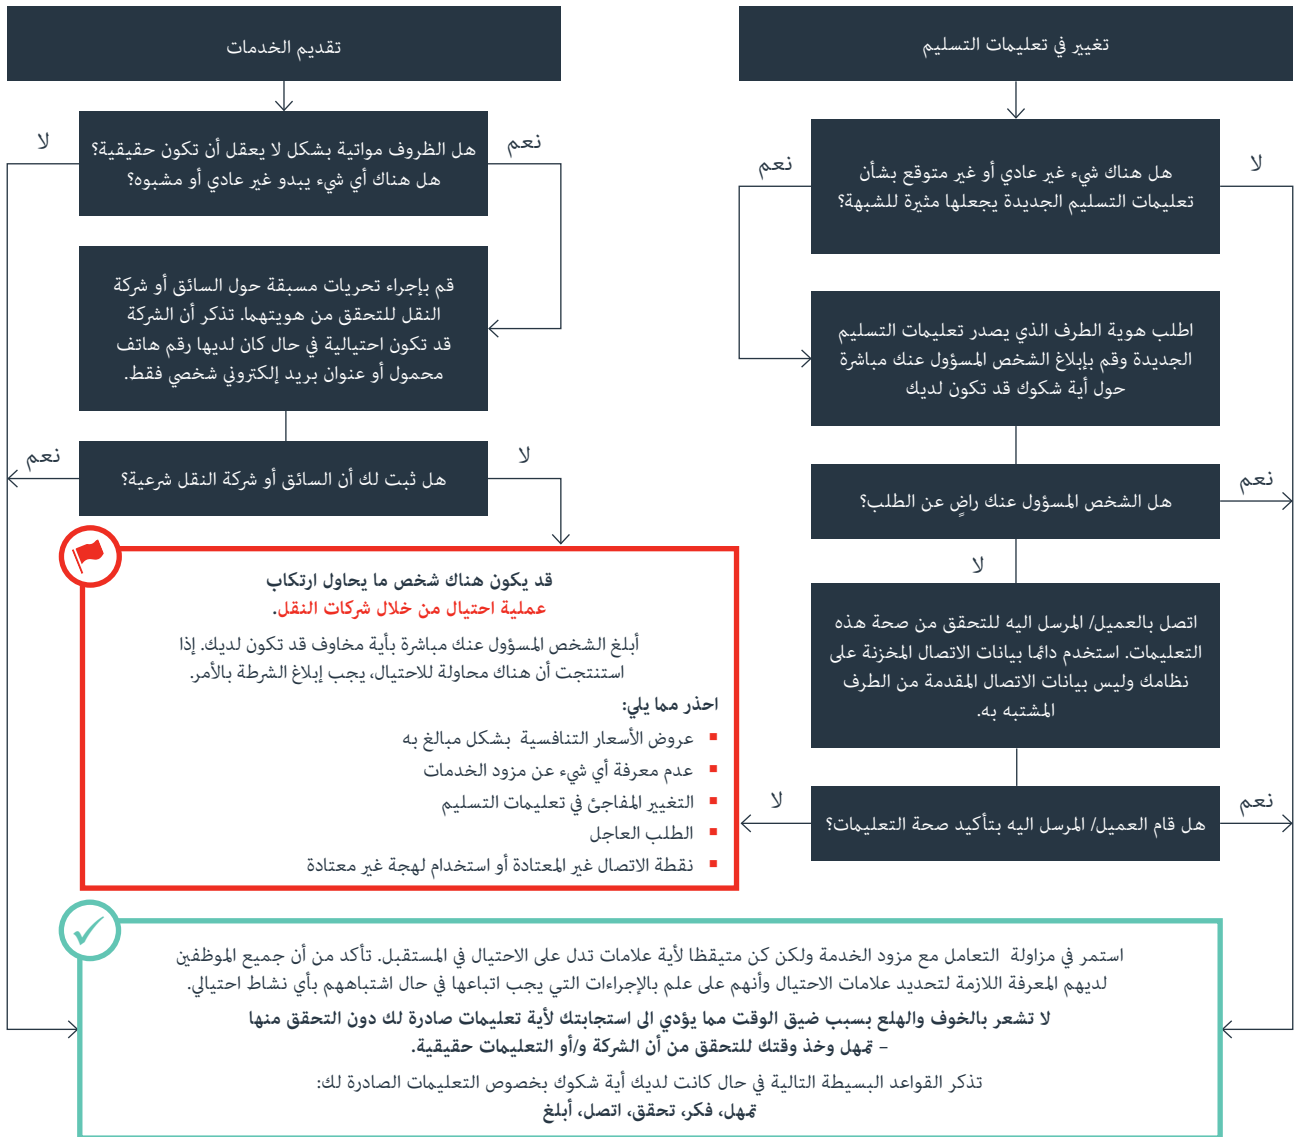 تغيير في تعليمات التسليم
هل هناك شيء غير عادي أو غير متوقع بشأن
تعليمات التسليم الجديدة يجعلها مثيرة للشبهة؟
لا
نعم
اطلب هوية الطرف الذي يصدر تعليمات التسليم
الجديدة وقم بإبلاغ الشخص المسؤول عنك مباشرة
حول أية شكوك قد تكون لديك
هل الشخص المسؤول عنك راضٍ عن الطلب؟
نعم
لا
اتصل بالعميل/ المرسل اليه للتحقق من صحة هذه
التعليمات. استخدم دائمًا بيانات الاتصال المخزنة على
نظامك وليس بيانات الاتصال المقدمة من الطرف
المشتبه به.
هل قام العميل/ المرسل اليه بتأكيد صحة التعليمات؟
نعم
لا
تقديم الخدمات
هل الظروف مواتية بشكل لا يعقل أن تكون حقيقية؟
هل هناك أي شيء يبدو غير عادي أو مشبوه؟
نعم
لا
قم بإجراء تحريات مسبقة حول السائق أو شركة
النقل للتحقق من هويتهما. تذكر أن الشركة
قد تكون احتيالية في حال كان لديها رقم هاتف
محمول أو عنوان بريد إلكتروني شخصي فقط.
هل ثبت لك أن السائق أو شركة النقل شرعية؟
لا
نعم
قد يكون هناك شخص ما يحاول ارتكاب
عملية احتيال من خلال شركات النقل.
أبلغ الشخص المسؤول عنك مباشرة بأية مخاوف قد تكون لديك. إذا
استنتجت أن هناك محاولة للاحتيال، يجب إبلاغ الشرطة بالأمر.
احذر مما يلي:
عروض الأسعار التنافسية بشكل مبالغ به
عدم معرفة أي شيء عن مزود الخدمات
التغيير المفاجئ في تعليمات التسليم
الطلب العاجل
نقطة الاتصال غير المعتادة أو استخدام لهجة غير معتادة
استمر في مزاولة التعامل مع مزود الخدمة ولكن كن متيقظا لأية علامات تدل على الاحتيال في المستقبل. تأكد من أن جميع الموظفين
لديهم المعرفة اللازمة لتحديد علامات الاحتيال وأنهم على علم بالإجراءات التي يجب اتباعها في حال اشتباههم بأي نشاط احتيالي.
لا تشعر بالخوف والهلع بسبب ضيق الوقت مما يؤدي الى استجابتك لأية تعليمات صادرة لك دون التحقق منها
– تمهل وخذ وقتك للتحقق من أن الشركة و/أو التعليمات حقيقية.
تذكر القواعد البسيطة التالية في حال كانت لديك أية شكوك بخصوص التعليمات الصادرة لك:
تمهل، فكر، تحقق، اتصل، أبلغ